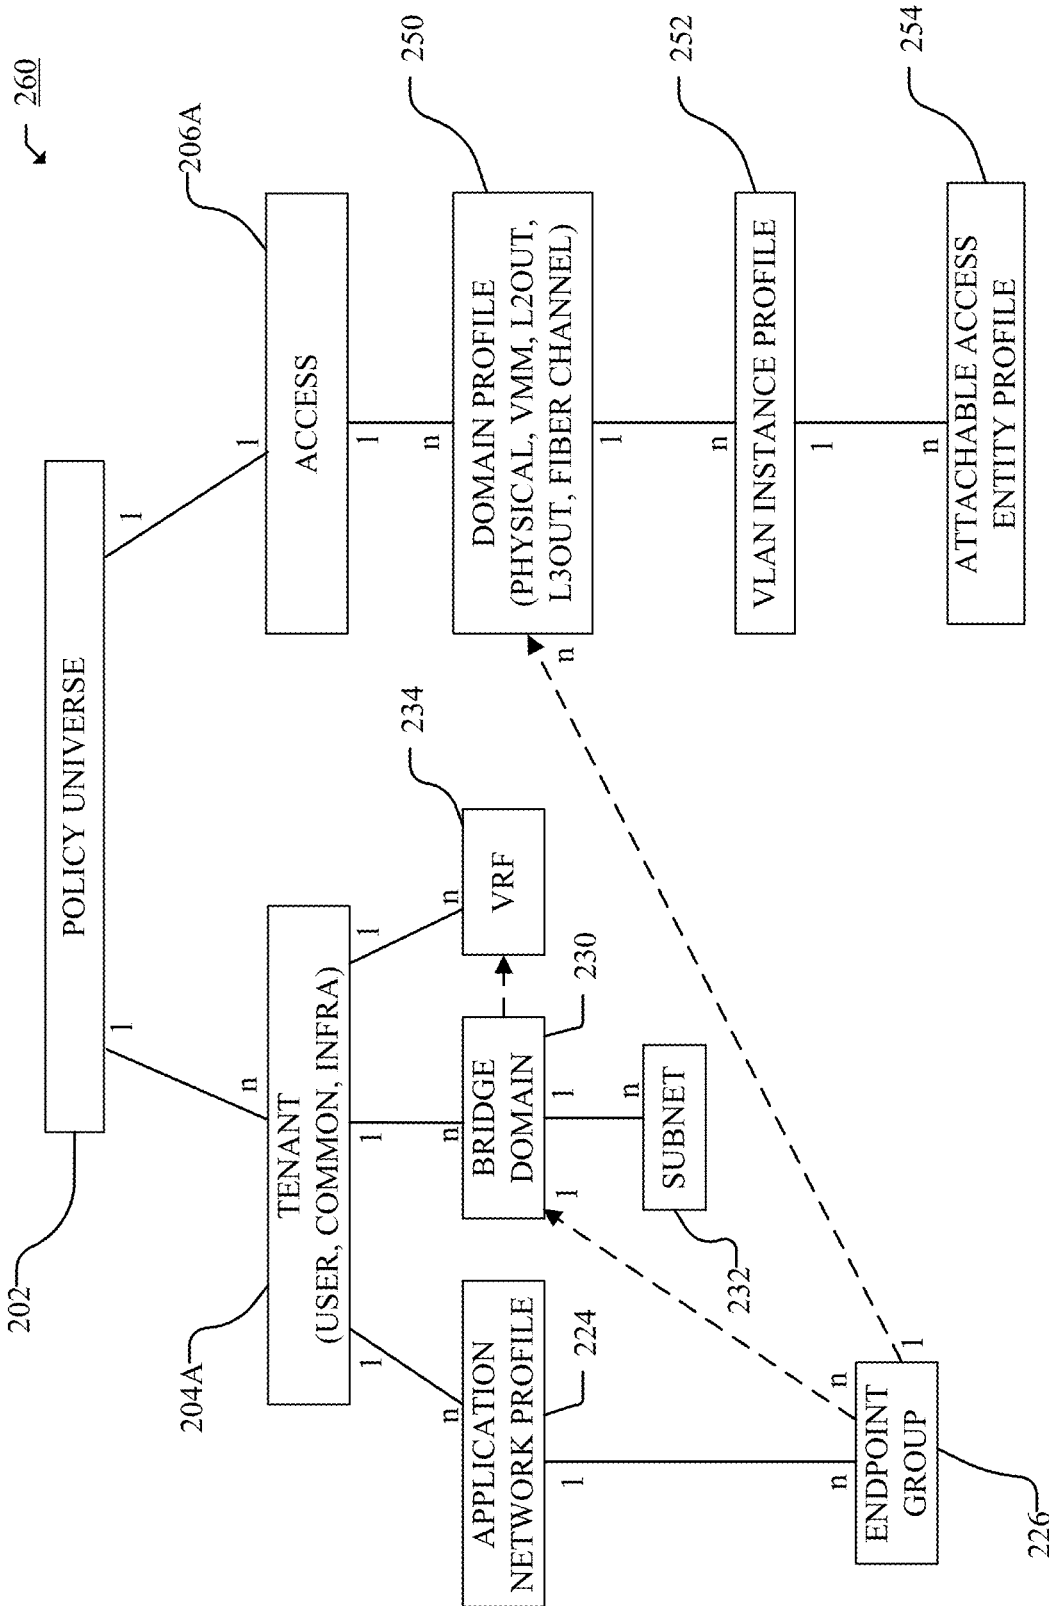 260
POLICY UNIVERSE
202
1
1
n
1
TENANT
(USER, COMMON, INFRA)
204A
ACCESS
206A
1
1
1
1
n
n
n
n
APPLICATION
NETWORK PROFILE
224
BRIDGE
DOMAIN
230
VRF
234
DOMAIN PROFILE
(PHYSICAL, VMM, L2OUT,
L3OUT, FIBER CHANNEL)
250
1
1
1
n
1
n
n
SUBNET
232
VLAN INSTANCE PROFILE
252
1
n
n
n
1
ENDPOINT
GROUP
226
ATTACHABLE ACCESS
ENTITY PROFILE
254